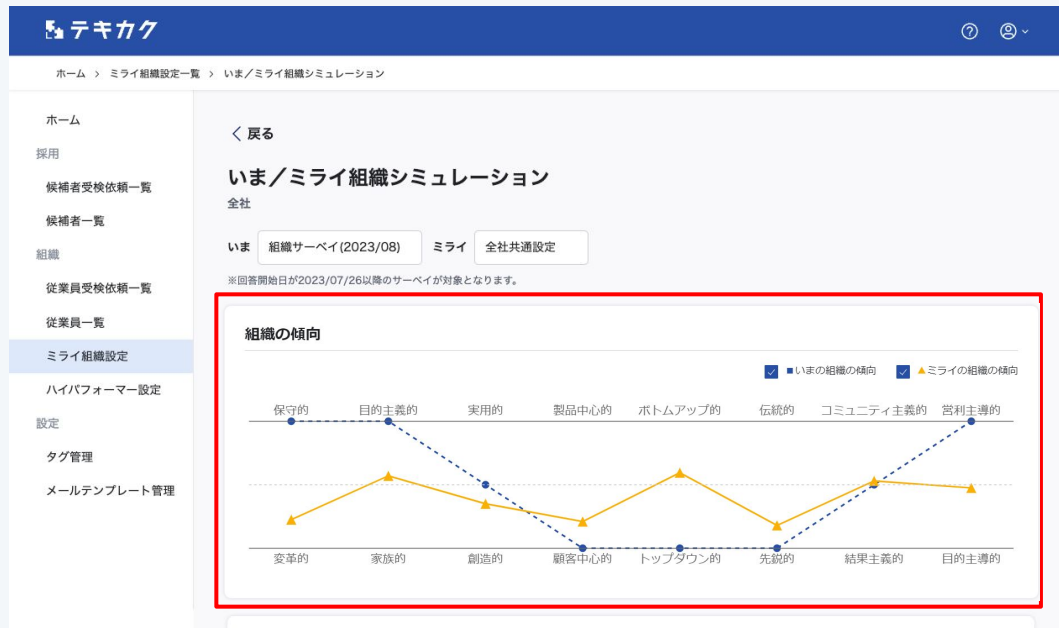 テキカク
ホーム > ミライ組織設定一覧 > いま／ミライ組織シミュレーション
ホーム
採用
候補者受検依頼一覧
候補者一覧
組織
従業員受検依頼一覧
従業員一覧
ミライ組織設定
ハイパフォーマー設定
設定
タグ管理
メールテンプレート管理
戻る
いま／ミライ組織シミュレーション
全社
いま 組織サーベイ(2023/08) ミライ 全社共通設定
※回答開始日が2023/07/26以降のサーベイが対象となります。
組織の傾向
いまの組織の傾向 ミライの組織の傾向
保守的 目的主義的 実用的 製品中心的 ボトムアップ的 伝統的 コミュニティ主義的 営利主導的
変革的 家族的 創造的 顧客中心的 トップダウン的 先鋭的 結果主義的 目的主導的